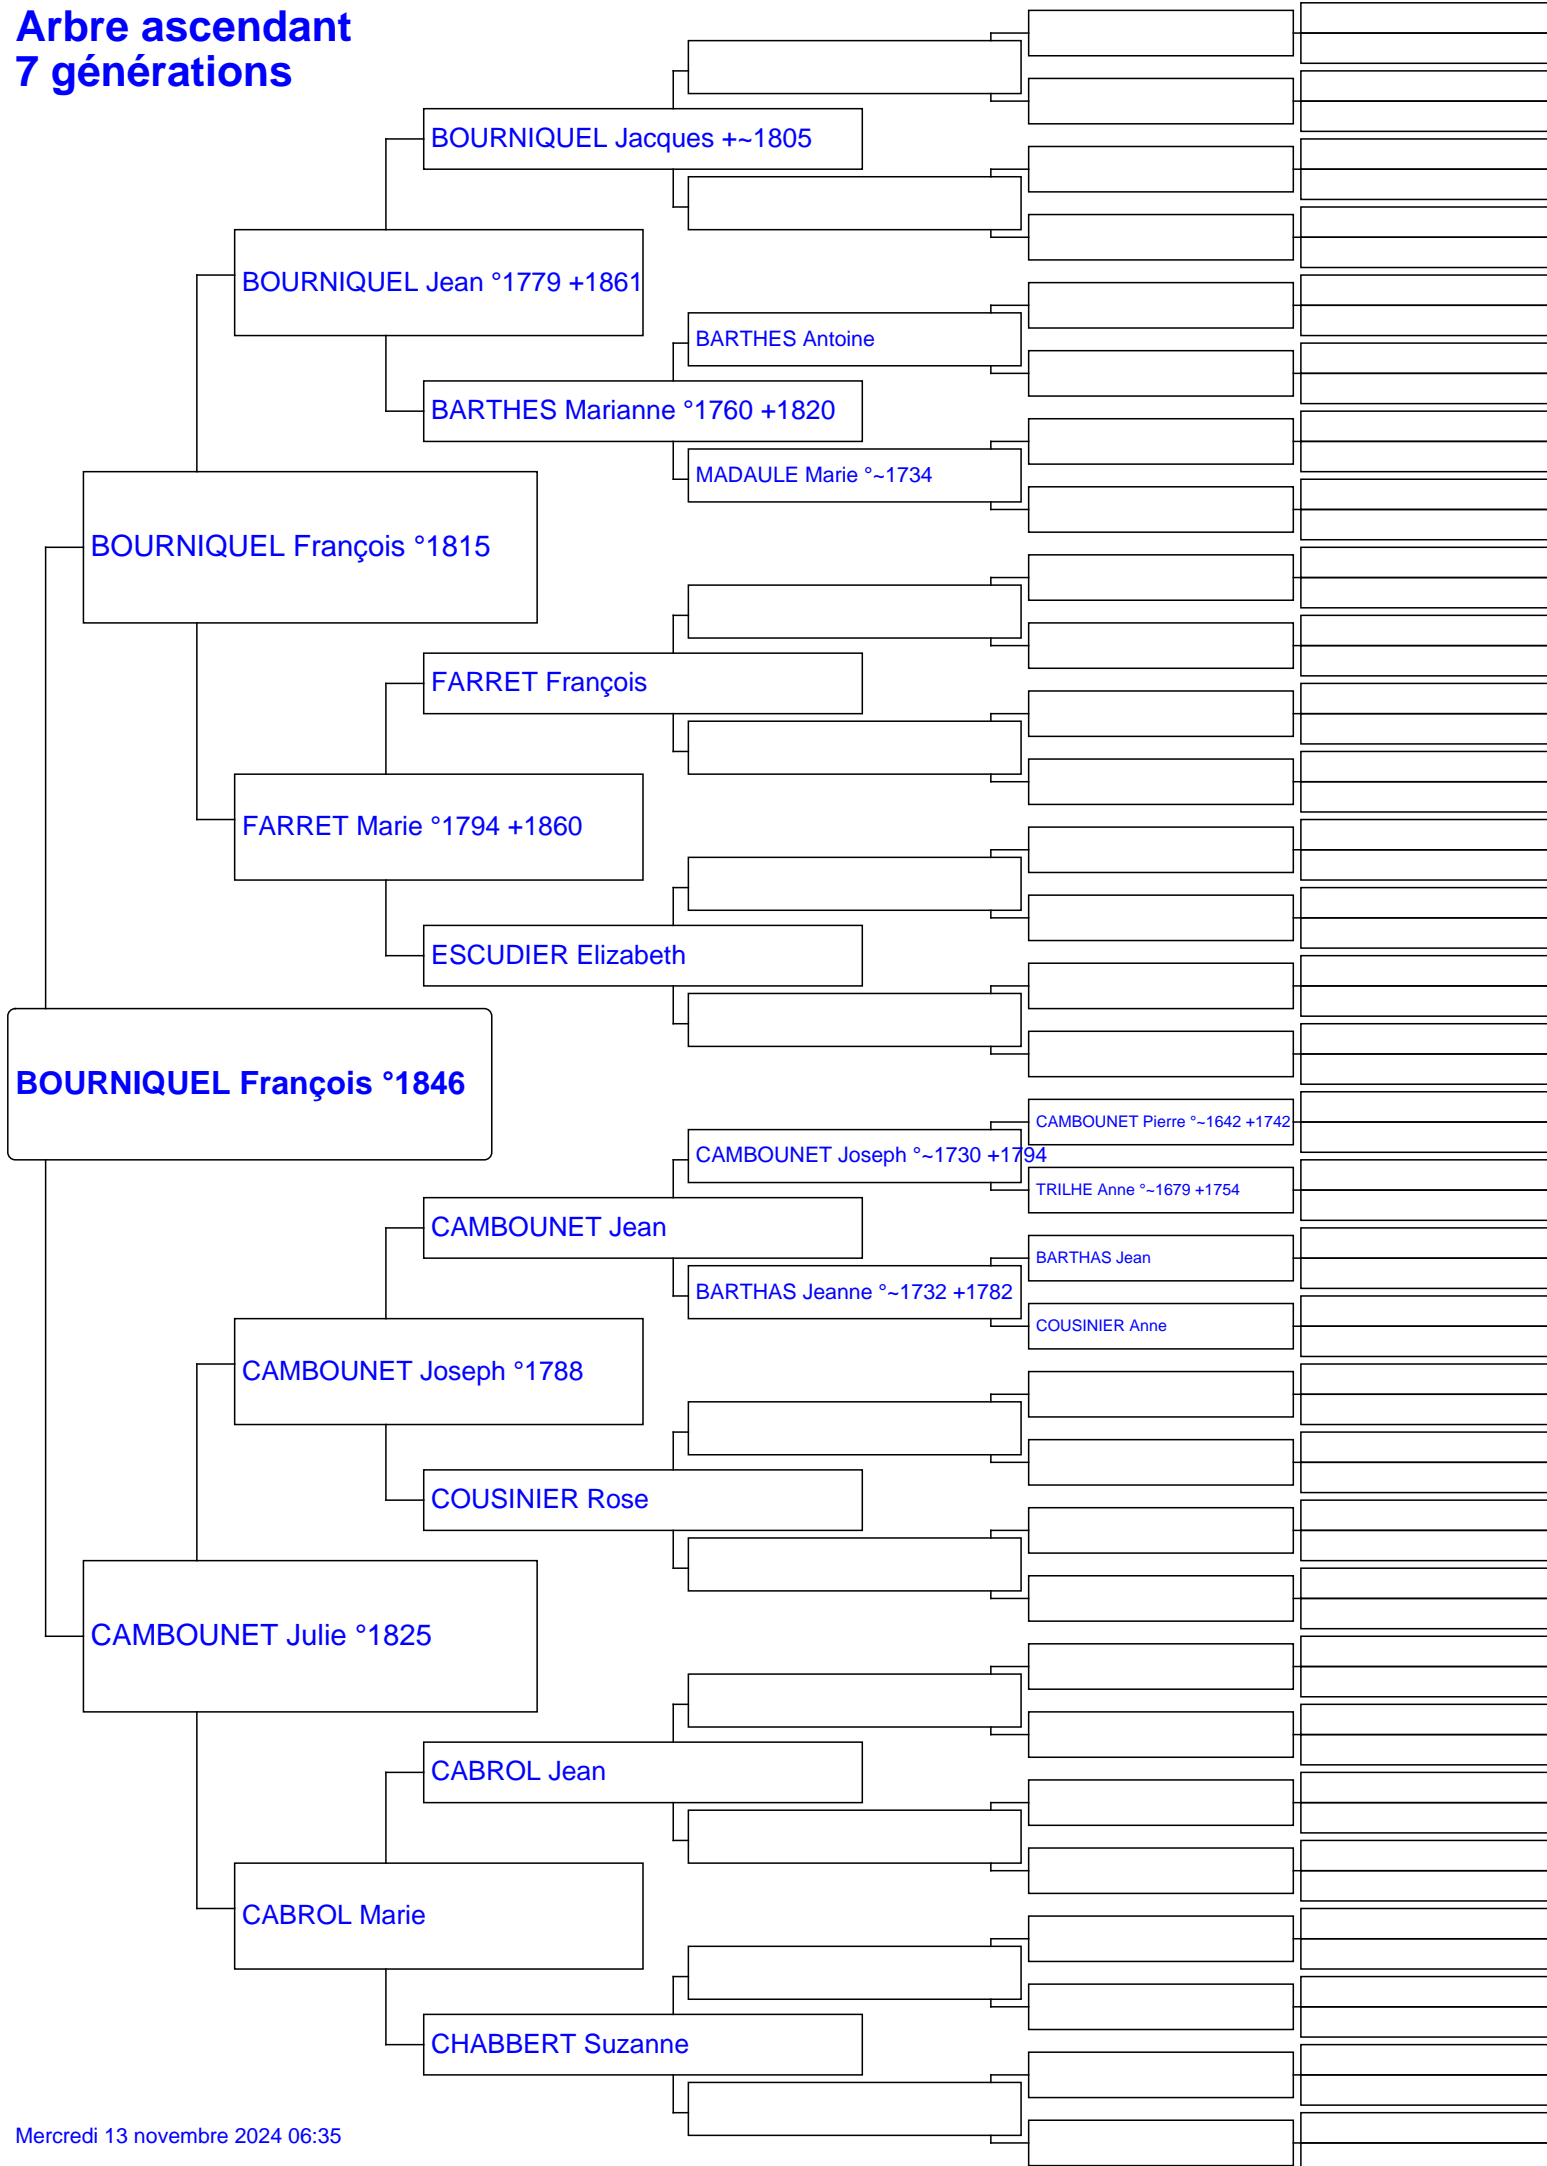 Arbre ascendant
7 générations
BOURNIQUEL Jacques +~1805
BOURNIQUEL Jean °1779 +1861
BARTHES Antoine
BARTHES Marianne °1760 +1820
MADAULE Marie °~1734
BOURNIQUEL François °1815
FARRET François
FARRET Marie °1794 +1860
ESCUDIER Elizabeth
BOURNIQUEL François °1846
CAMBOUNET Pierre °~1642 +1742
CAMBOUNET Joseph °~1730 +1794
TRILHE Anne °~1679 +1754
CAMBOUNET Jean
BARTHAS Jean
BARTHAS Jeanne °~1732 +1782
COUSINIER Anne
CAMBOUNET Joseph °1788
COUSINIER Rose
CAMBOUNET Julie °1825
CABROL Jean
CABROL Marie
CHABBERT Suzanne
Mercredi 13 novembre 2024 06:35